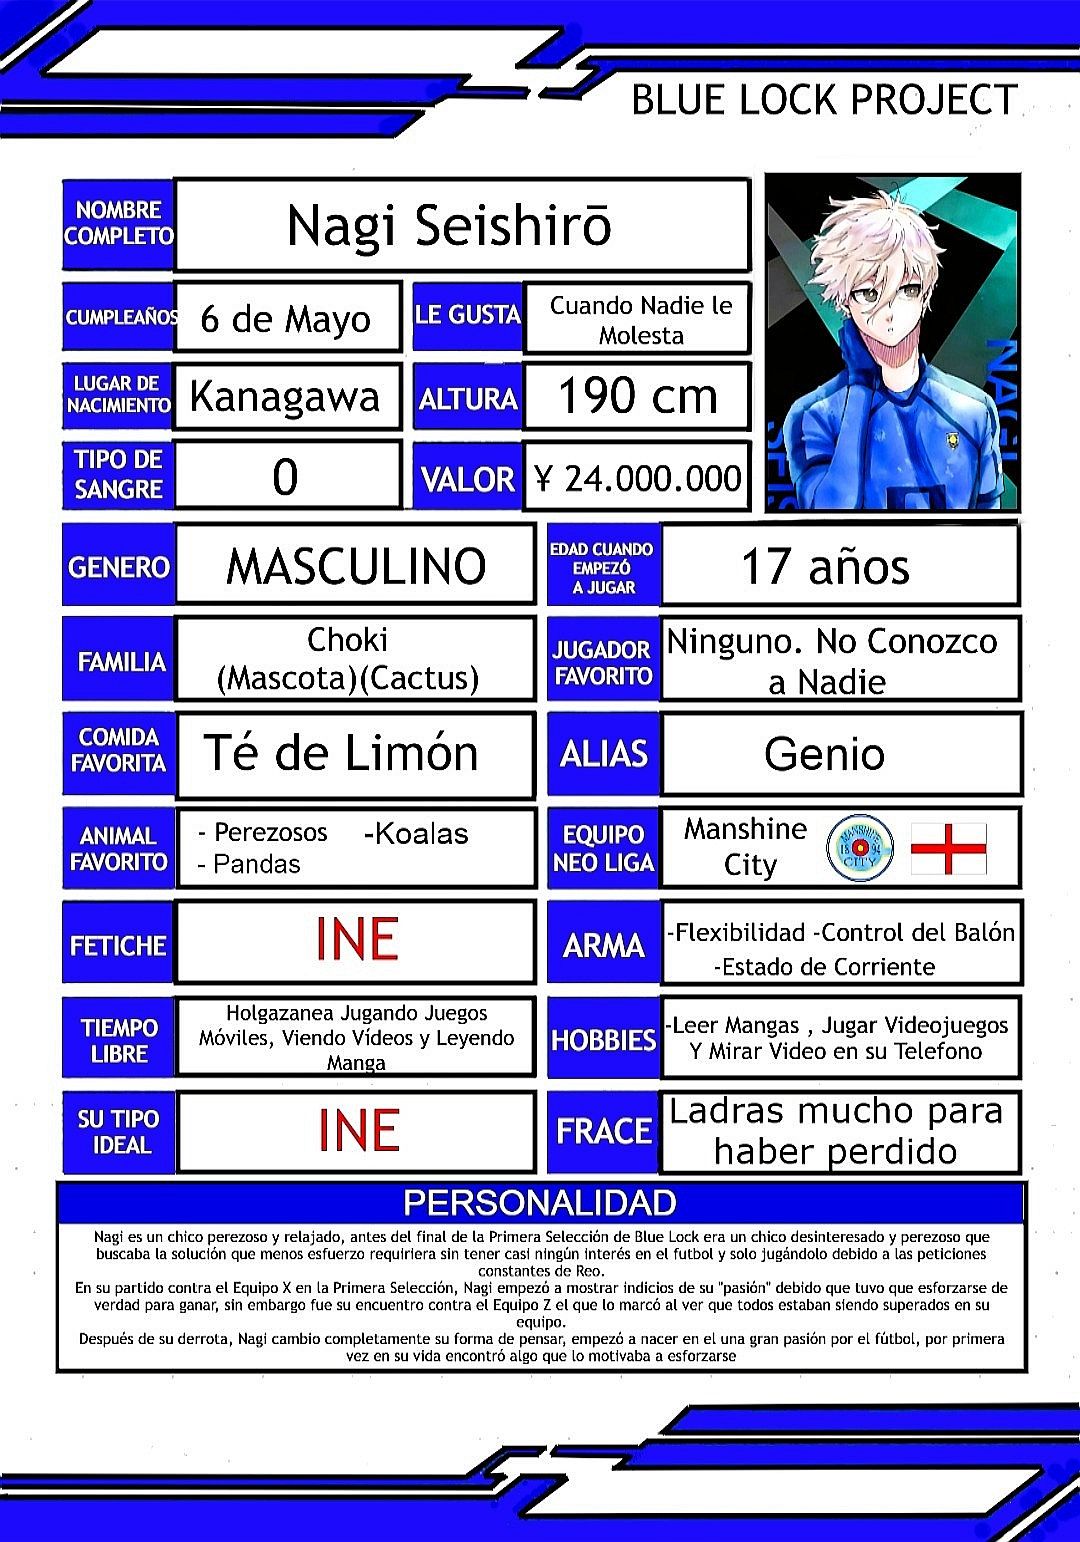 BLUE LOCK PROJECT
NOMBRE
COMPLETO
Nagi Seishirō
CUMPLEAÑOS
6 de Mayo
LE GUSTA
Cuando Nadie le
Molesta
LUGAR DE
NACIMIENTO
Kanagawa
ALTURA
190 cm
TIPO DE
SANGRE
0
VALOR
¥ 24.000.000
NAGI
SEIS
GENERO
MASCULINO
EDAD CUANDO
EMPEZÓ
A JUGAR
17 años
FAMILIA
Choki
(Mascota)(Cactus)
JUGADOR
FAVORITO
Ninguno. No Conozco
a Nadie
COMIDA
FAVORITA
Té de Limón
ALIAS
Genio
ANIMAL
FAVORITO
- Perezosos -Koalas
- Pandas
EQUIPO
NEO LIGA
Manshine
City
MANSHINE
18 94
CITY
FETICHE
INE
ARMA
-Flexibilidad -Control del Balón
-Estado de Corriente
TIEMPO
LIBRE
Holgazanea Jugando Juegos
Móviles, Viendo Vídeos y Leyendo
Manga
HOBBIES
-Leer Mangas , Jugar Videojuegos
Y Mirar Video en su Telefono
SU TIPO
IDEAL
INE
FRACE
Ladras mucho para
haber perdido
PERSONALIDAD
Nagi es un chico perezoso y relajado, antes del final de la Primera Selección de Blue Lock era un chico desinteresado y perezoso que
buscaba la solución que menos esfuerzo requiriera sin tener casi ningún interés en el futbol y solo jugándolo debido a las peticiones
constantes de Reo.
En su partido contra el Equipo X en la Primera Selección, Nagi empezó a mostrar indicios de su "pasión" debido que tuvo que esforzarse de
verdad para ganar, sin embargo fue su encuentro contra el Equipo Z el que lo marcó al ver que todos estaban siendo superados en su
equipo.
Después de su derrota, Nagi cambio completamente su forma de pensar, empezó a nacer en el una gran pasión por el fútbol, por primera
vez en su vida encontró algo que lo motivaba a esforzarse